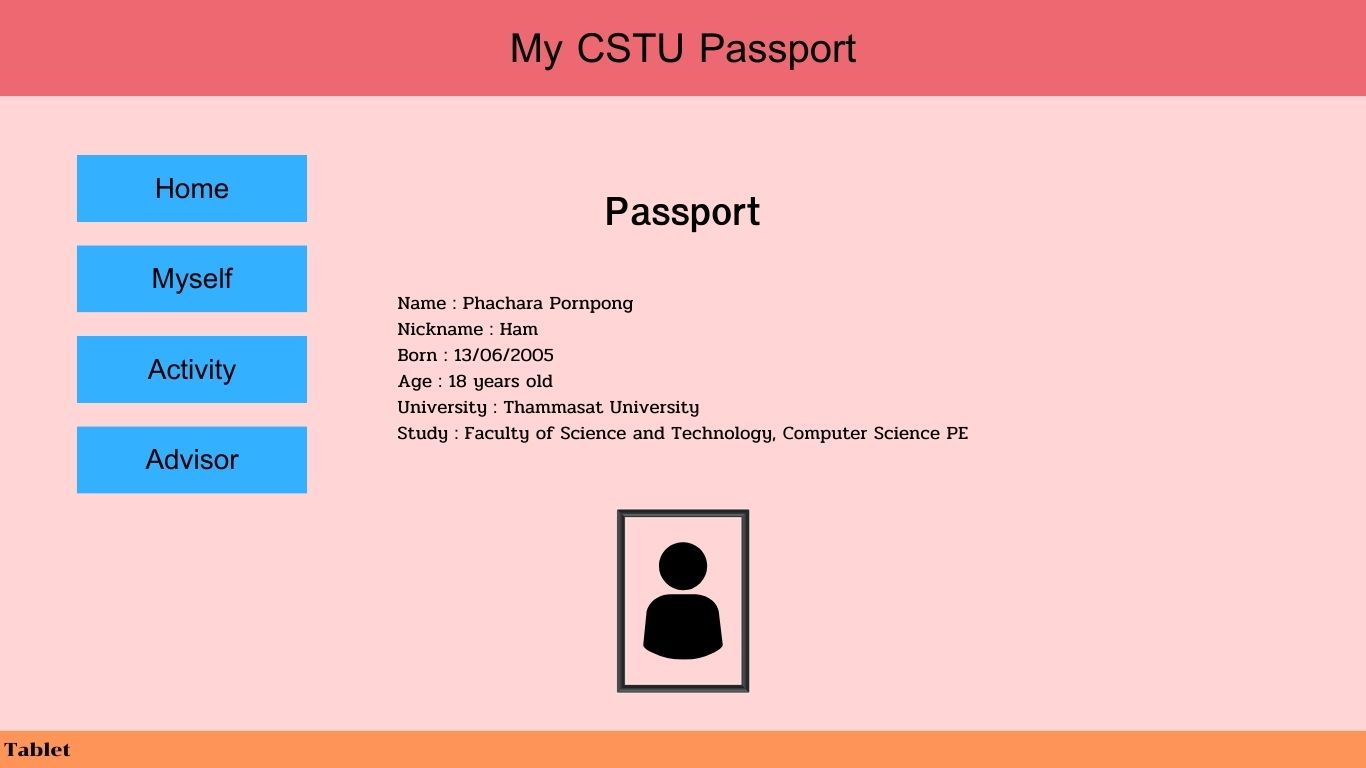 My CSTU Passport
Home
Myself
Activity
Advisor
Passport
Name : Phachara Pornpong
Nickname : Ham
Born : 13/06/2005
Age : 18 years old
University : Thammasat University
Study : Faculty of Science and Technology, Computer Science PE
Tablet